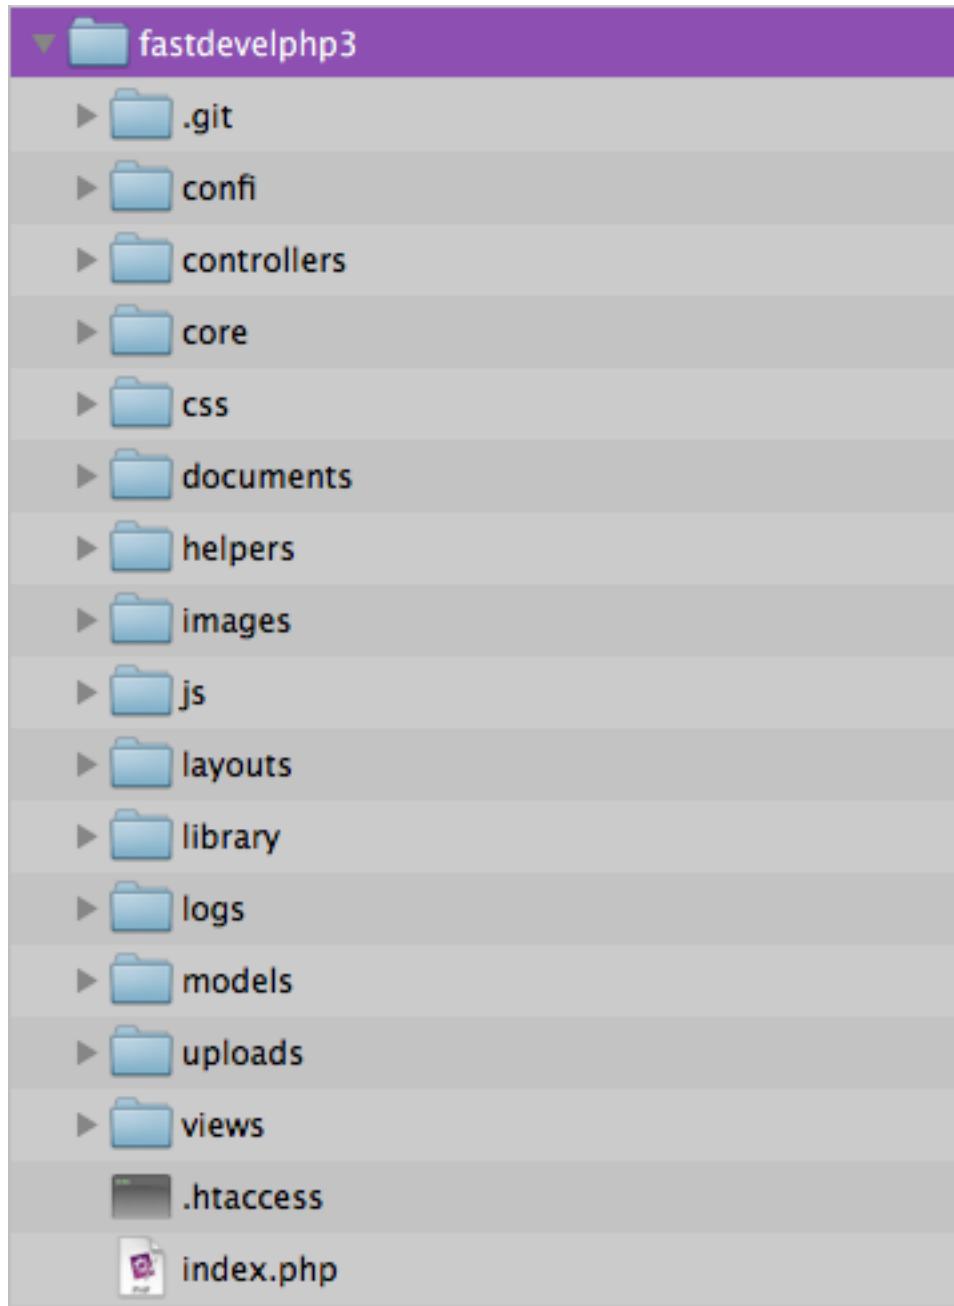 fastdevelphp3
.git
confi
controllers
core
css
documents
helpers
images
js
layouts
library
logs
models
uploads
views
.htaccess
index.php